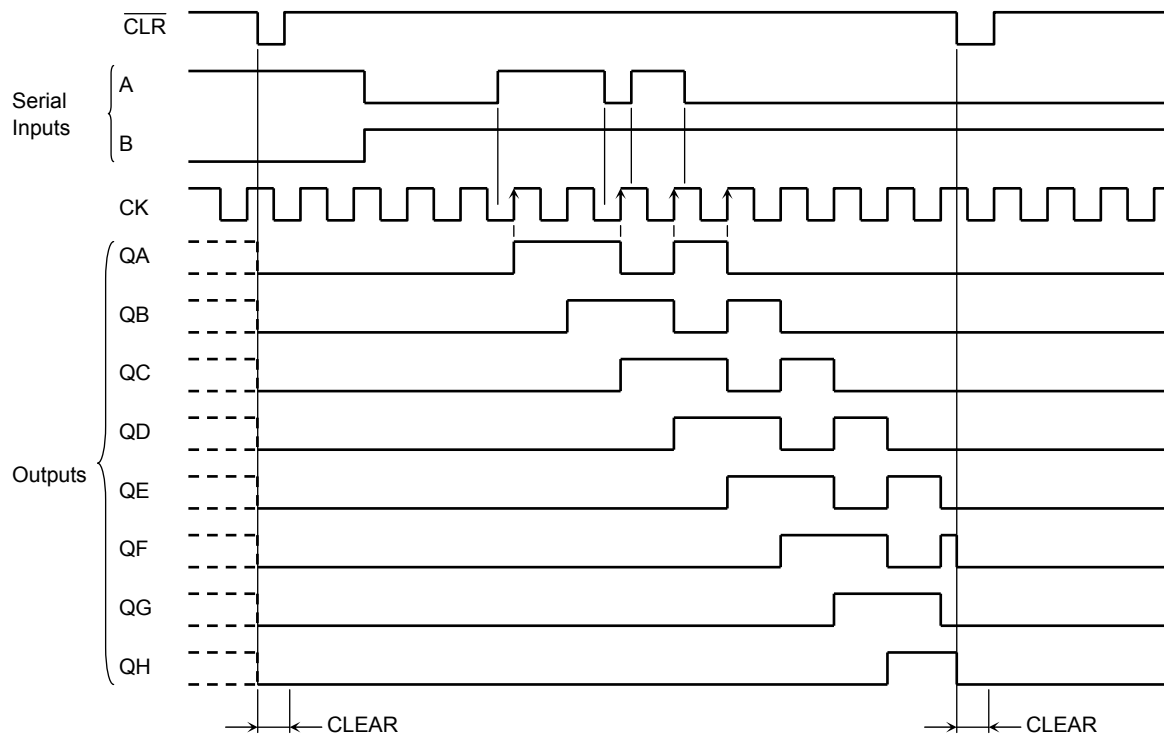 CLR
A
Serial
Inputs
B
CK
QA
QB
QC
QD
Outputs
QE
QF
QG
QH
CLEAR
CLEAR